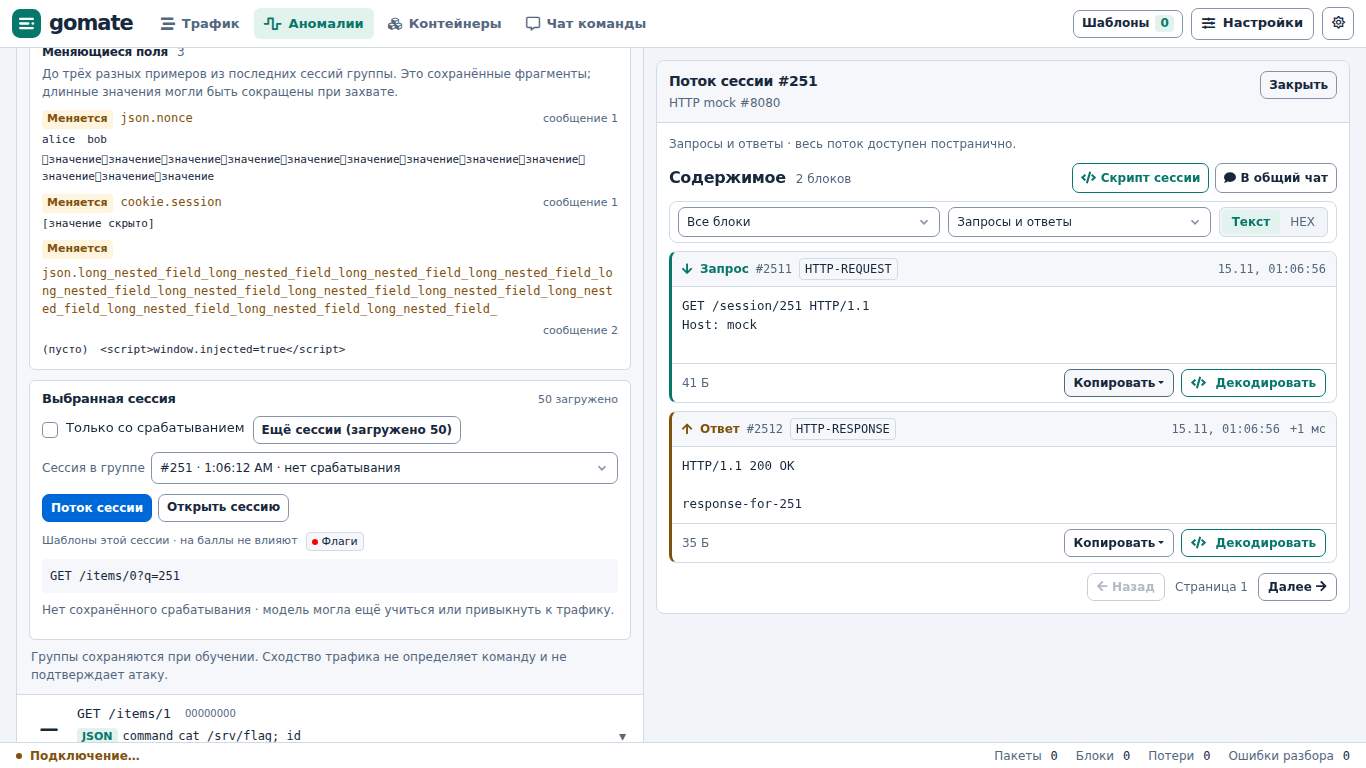 gomate Трафик Аномалии Контейнеры Чат команды Шаблоны 0 Настройки
Меняющиеся поля 3
До трёх разных примеров из последних сессий группы. Это сохранённые фрагменты;
длинные значения могли быть сокращены при захвате.
Меняется json.nonce сообщение 1
alice bob
▯значение▯значение▯значение▯значение▯значение▯значение▯значение▯значение▯значение▯
значение▯значение▯значение
Меняется cookie.session сообщение 1
[значение скрыто]
Меняется
json.long_nested_field_long_nested_field_long_nested_field_long_nested_field_lo
ng_nested_field_long_nested_field_long_nested_field_long_nested_field_long_nest
ed_field_long_nested_field_long_nested_field_long_nested_field_
сообщение 2
(пусто) <script>window.injected=true</script>
Выбранная сессия 50 загружено
Только со срабатыванием Ещё сессии (загружено 50)
Сессия в группе #251 · 1:06:12 AM · нет срабатывания
Поток сессии Открыть сессию
Шаблоны этой сессии · на баллы не влияют Флаги
GET /items/0?q=251
Нет сохранённого срабатывания · модель могла ещё учиться или привыкнуть к трафику.
Группы сохраняются при обучении. Сходство трафика не определяет команду и не
подтверждает атаку.
GET /items/1 00000000
JSON command cat /srv/flag; id ▼
Поток сессии #251 Закрыть
HTTP mock #8080
Запросы и ответы · весь поток доступен постранично.
Содержимое 2 блоков Скрипт сессии В общий чат
Все блоки Запросы и ответы Текст HEX
Запрос #2511 HTTP-REQUEST 15.11, 01:06:56
GET /session/251 HTTP/1.1
Host: mock
41 Б Копировать Декодировать
Ответ #2512 HTTP-RESPONSE 15.11, 01:06:56 +1 мс
HTTP/1.1 200 OK
response-for-251
35 Б Копировать Декодировать
Назад Страница 1 Далее
Подключение… Пакеты 0 Блоки 0 Потери 0 Ошибки разбора 0